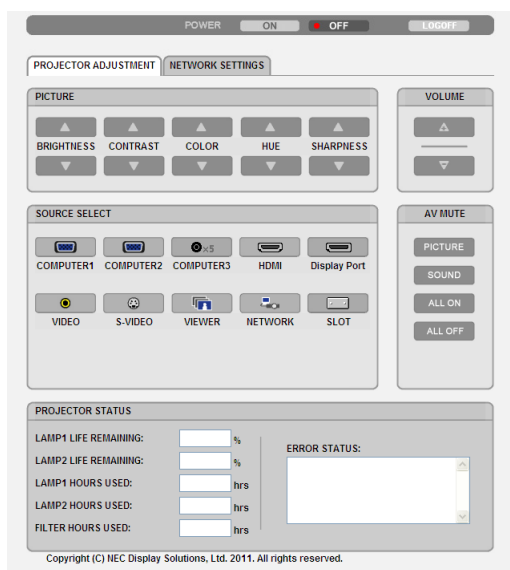 POWER ON OFF LOGOFF
PROJECTOR ADJUSTMENT NETWORK SETTINGS
PICTURE
BRIGHTNESS CONTRAST COLOR HUE SHARPNESS
VOLUME
SOURCE SELECT
×5
COMPUTER1 COMPUTER2 COMPUTER3 HDMI Display Port
VIDEO S-VIDEO VIEWER NETWORK SLOT
AV MUTE
PICTURE
SOUND
ALL ON
ALL OFF
PROJECTOR STATUS
LAMP1 LIFE REMAINING: %
LAMP2 LIFE REMAINING: %
LAMP1 HOURS USED: hrs
LAMP2 HOURS USED: hrs
FILTER HOURS USED: hrs
ERROR STATUS:
Copyright (C) NEC Display Solutions, Ltd. 2011. All rights reserved.